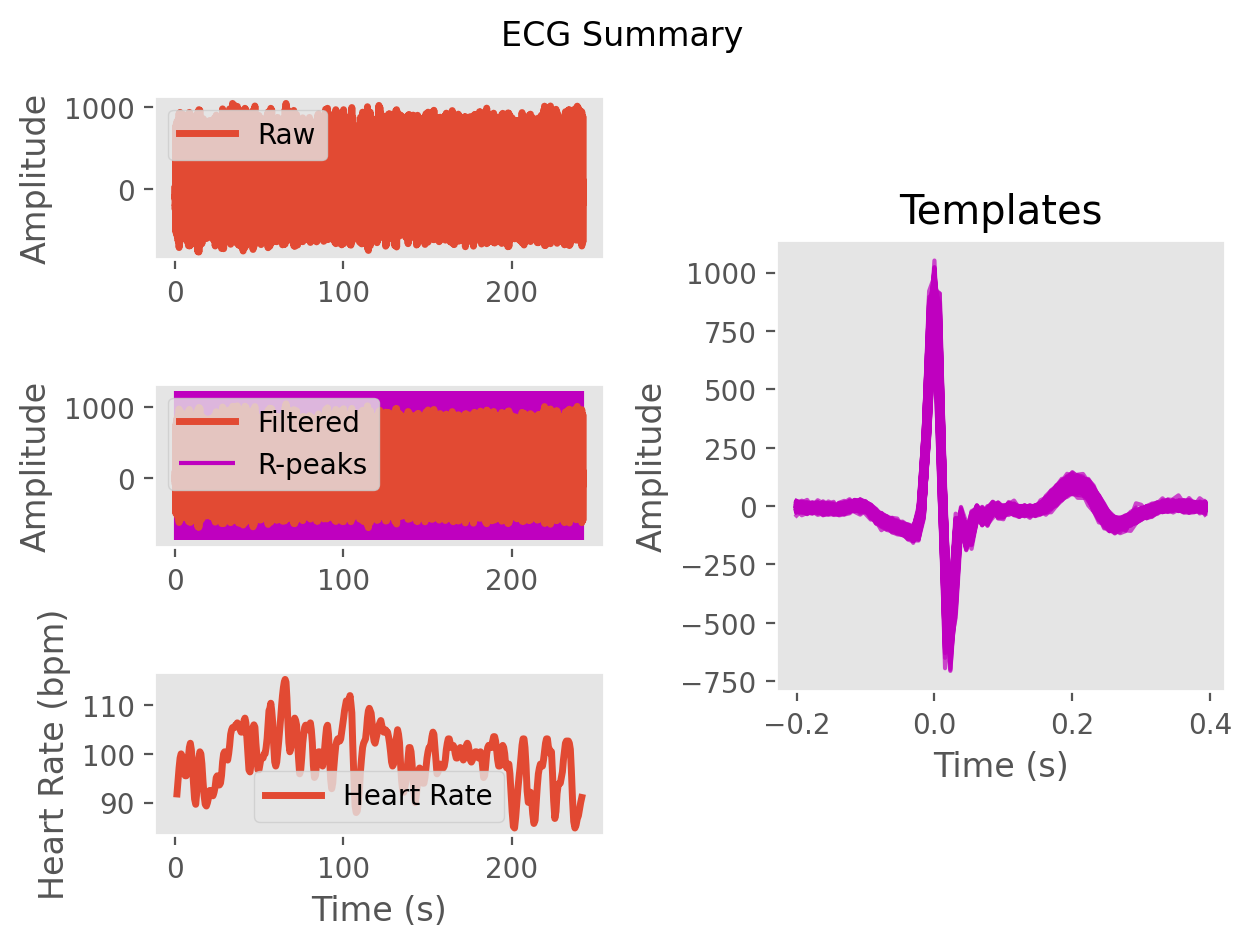 ECG Summary
Amplitude
1000
0
Raw
0 100 200
Amplitude
1000
0
Filtered
R-peaks
0 100 200
Heart Rate (bpm)
110
100
90
Heart Rate
0 100 200
Time (s)
Templates
Amplitude
1000
750
500
250
0
−250
−500
−750
−0.2 0.0 0.2 0.4
Time (s)